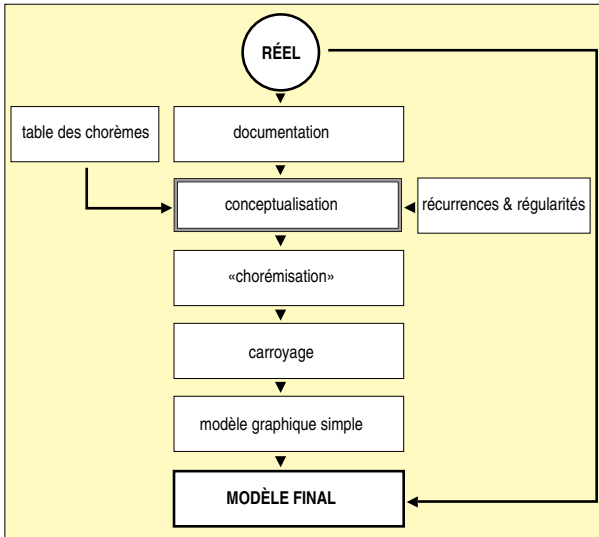 RÉEL
table des chorèmes
documentation
conceptualisation
récurrences & régularités
«chorémisation»
carroyage
modèle graphique simple
MODÈLE FINAL